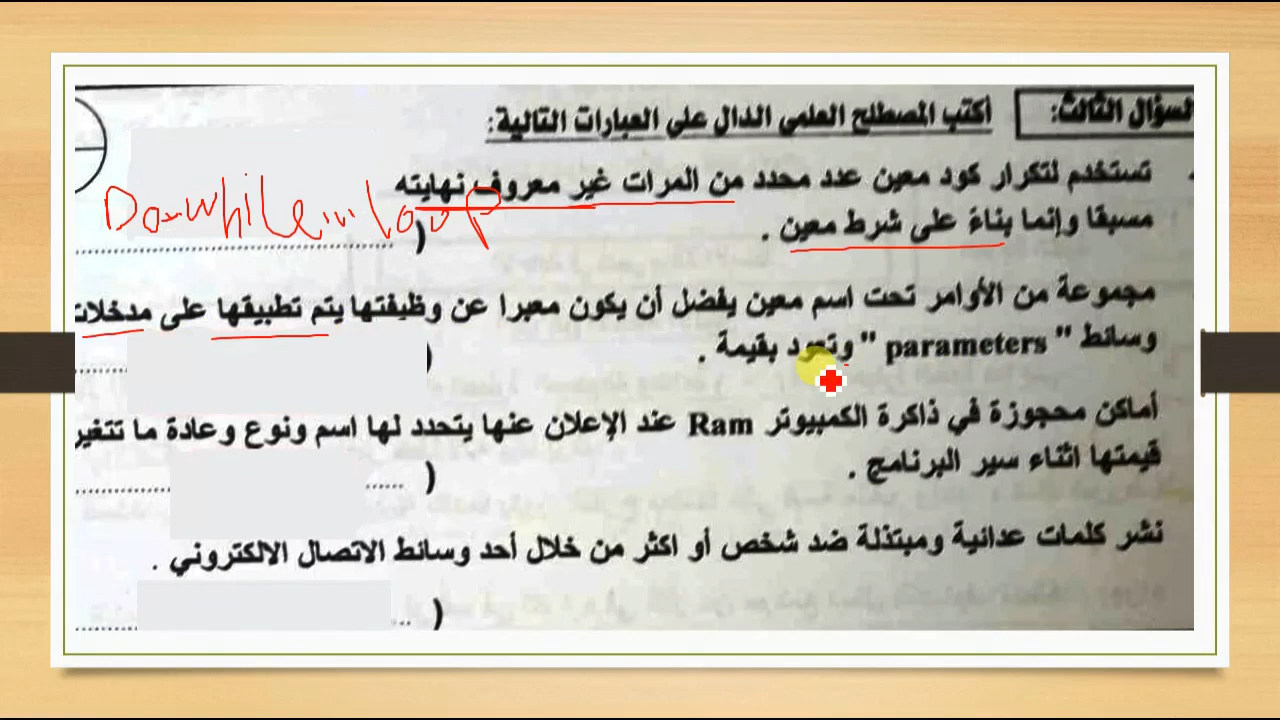 السؤال الثالث: أكتب المصطلح العلمي الدال على العبارات التالية:
تستخدم لتكرار كود معين عدد محدد من المرات غير معروف نهايته
مسبقا وإنما بناءً على شرط معين .
Do..while....loop
مجموعة من الأوامر تحت اسم معين يفضل أن يكون معبرا عن وظيفتها يتم تطبيقها على مدخلات
وسائط " parameters " وتعود بقيمة .
أماكن محجوزة في ذاكرة الكمبيوتر Ram عند الإعلان عنها يتحدد لها اسم ونوع وعادة ما تتغير
قيمتها اثناء سير البرنامج .
نشر كلمات عدائية ومبتذلة ضد شخص أو اكثر من خلال أحد وسائط الاتصال الالكتروني .